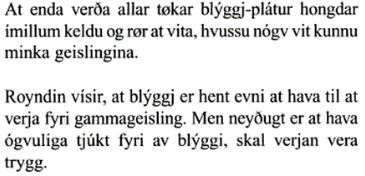 At enda verða allar tøkar blýggj-plátur hongdar
ímillum keldu og rør at vita, hvussu nógv vit kunnu
minka geislingina.

Royndin vísir, at blýggj er hent evni at hava til at
verja fyri gammageisling. Men neyðugt er at hava
ógvuliga tjúkt fyri av blýggi, skal verjan vera
trygg.